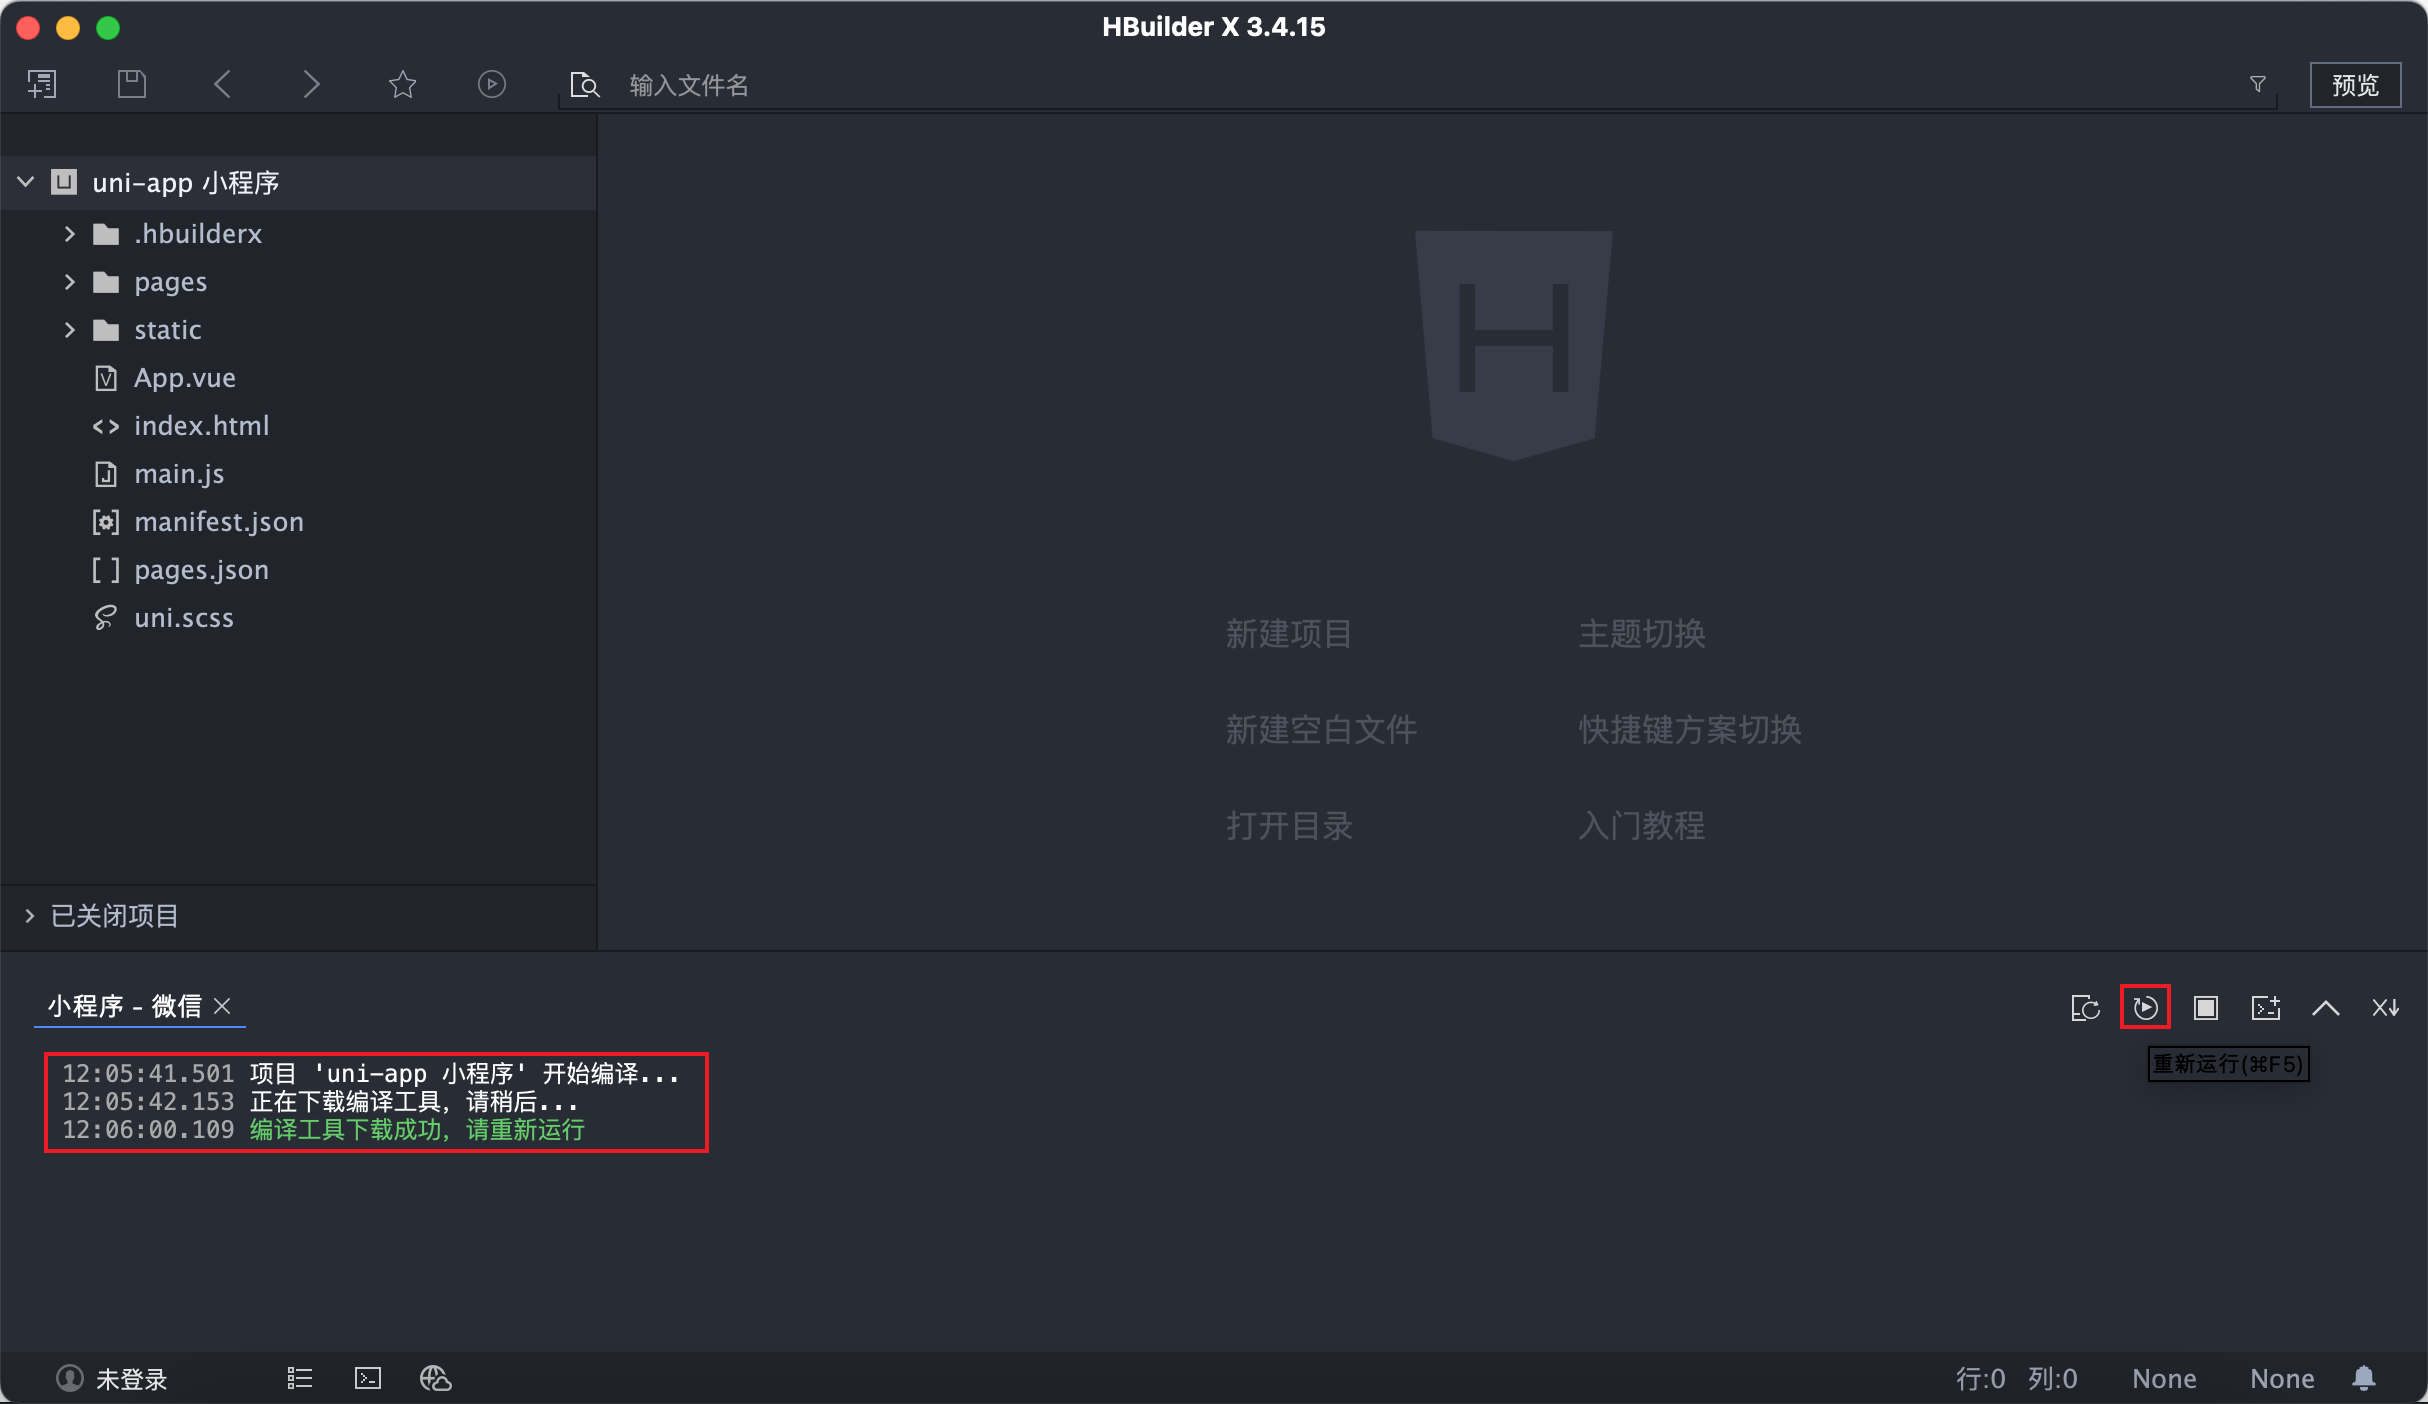 HBuilder X 3.4.15
输入文件名
预览
uni-app 小程序
.hbuilderx
pages
static
App.vue
index.html
main.js
manifest.json
pages.json
uni.scss
已关闭项目
H
新建项目 主题切换
新建空白文件 快捷键方案切换
打开目录 入门教程
小程序 - 微信
重新运行(⌘F5)
12:05:41.501 项目 'uni-app 小程序' 开始编译...
12:05:42.153 正在下载编译工具，请稍后...
12:06:00.109 编译工具下载成功，请重新运行
未登录
行:0 列:0 None None